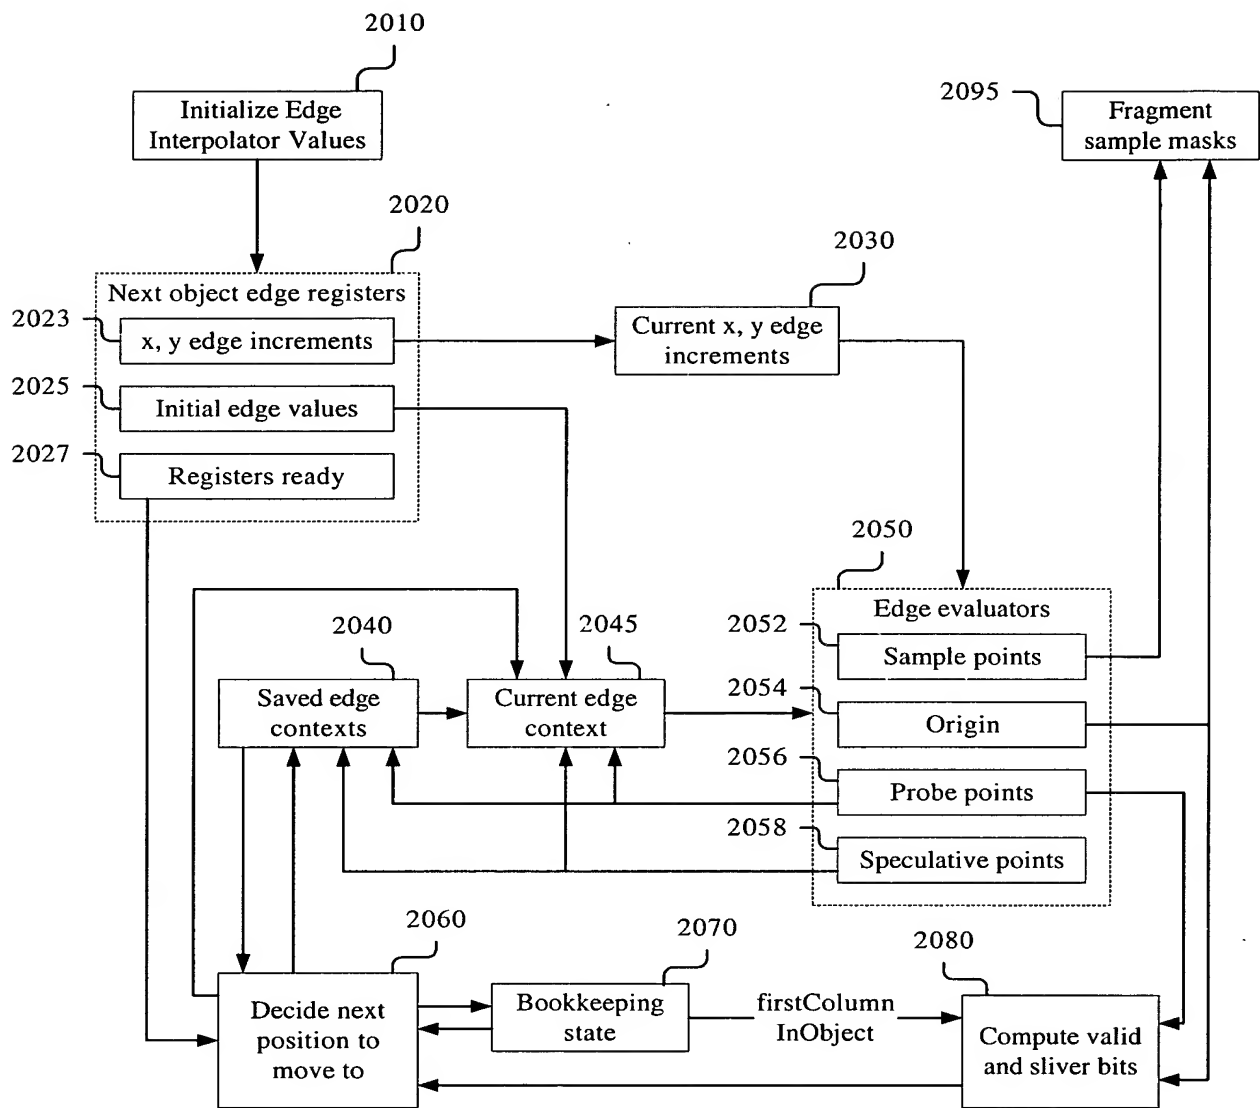 2010
Initialize Edge
Interpolator Values
2095
Fragment
sample masks
2020
Next object edge registers
2023
x, y edge increments
2025
Initial edge values
2027
Registers ready
2030
Current x, y edge
increments
2040
Saved edge
contexts
2045
Current edge
context
2050
Edge evaluators
2052
Sample points
2054
Origin
2056
Probe points
2058
Speculative points
2060
Decide next
position to
move to
2070
Bookkeeping
state
firstColumn
InObject
2080
Compute valid
and sliver bits